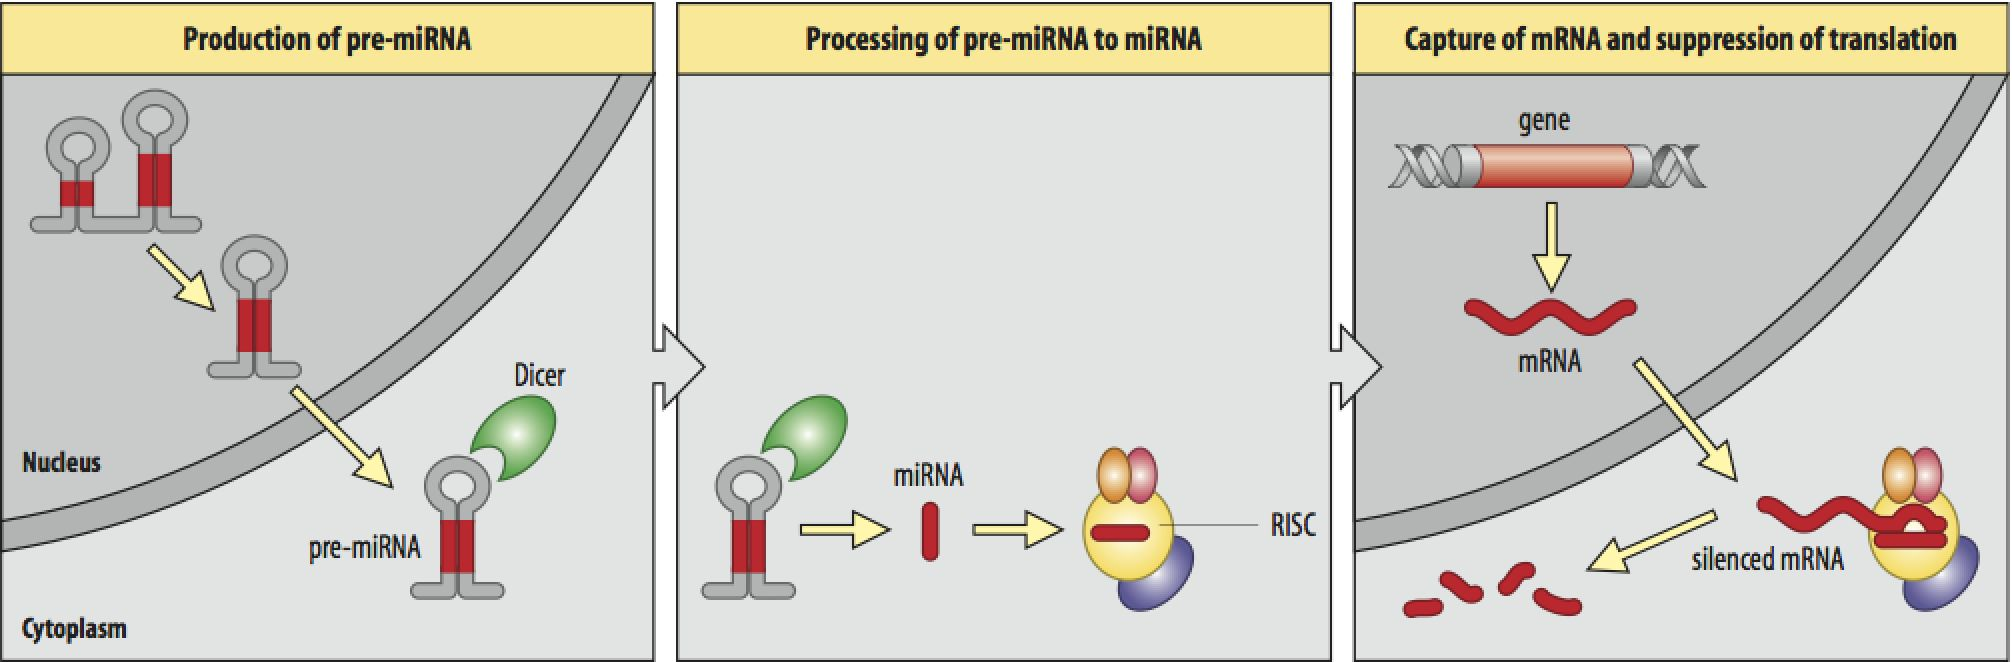 Production of pre-miRNA
Dicer
Nucleus
pre-miRNA
Cytoplasm
Processing of pre-miRNA to miRNA
miRNA
RISC
Capture of mRNA and suppression of translation
gene
mRNA
silenced mRNA